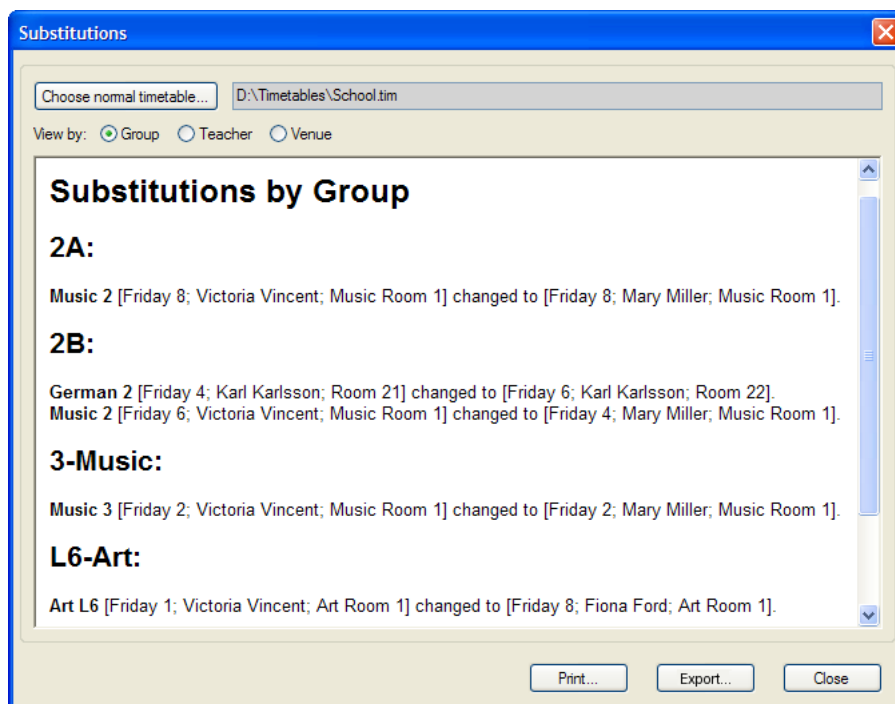 Substitutions
Choose normal timetable... D:\Timetables\School.tim
View by: Group Teacher Venue
Substitutions by Group
2A:
Music 2 [Friday 8; Victoria Vincent; Music Room 1] changed to [Friday 8; Mary Miller; Music Room 1].
2B:
German 2 [Friday 4; Karl Karlsson; Room 21] changed to [Friday 6; Karl Karlsson; Room 22].
Music 2 [Friday 6; Victoria Vincent; Music Room 1] changed to [Friday 4; Mary Miller; Music Room 1].
3-Music:
Music 3 [Friday 2; Victoria Vincent; Music Room 1] changed to [Friday 2; Mary Miller; Music Room 1].
L6-Art:
Art L6 [Friday 1; Victoria Vincent; Art Room 1] changed to [Friday 8; Fiona Ford; Art Room 1].
Print... Export... Close